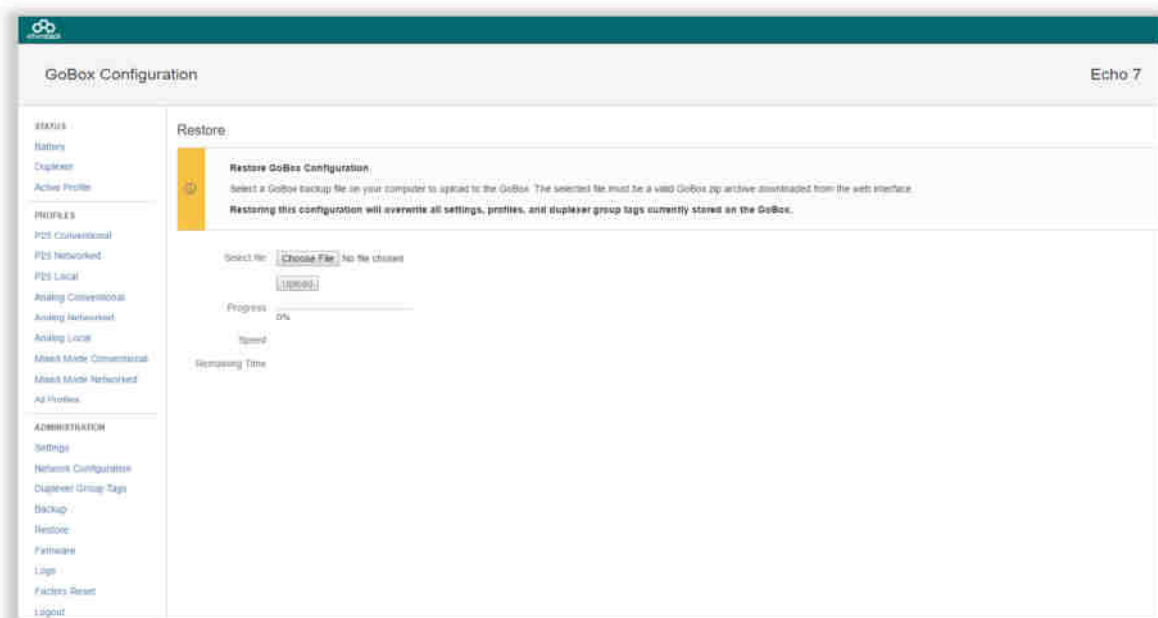 etherstack
GoBox Configuration
Echo 7
STATUS
Battery
Duplexer
Active Profile
PROFILES
P25 Conventional
P25 Networked
P25 Local
Analog Conventional
Analog Networked
Analog Local
Mixed Mode Conventional
Mixed Mode Networked
All Profiles
ADMINISTRATION
Settings
Network Configuration
Duplexer Group Tags
Backup
Restore
Firmware
Logs
Factory Reset
Logout
Restore
Restore GoBox Configuration.
Select a GoBox backup file on your computer to upload to the GoBox. The selected file must be a valid GoBox zip archive downloaded from the web interface.
Restoring this configuration will overwrite all settings, profiles, and duplexer group tags currently stored on the GoBox.
Select file Choose File No file chosen
Upload
Progress
0%
Speed
Remaining Time